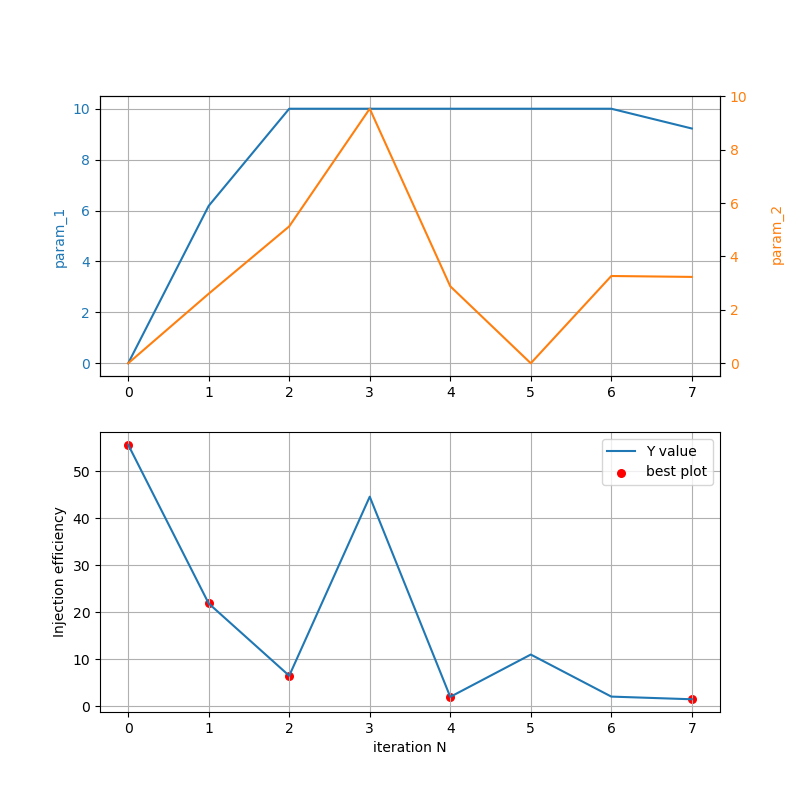 10
8
6
4
2
0
param_1
10
8
6
4
2
0
param_2
0 1 2 3 4 5 6 7
50
40
30
20
10
0
Injection efficiency
Y value
best plot
0 1 2 3 4 5 6 7
iteration N